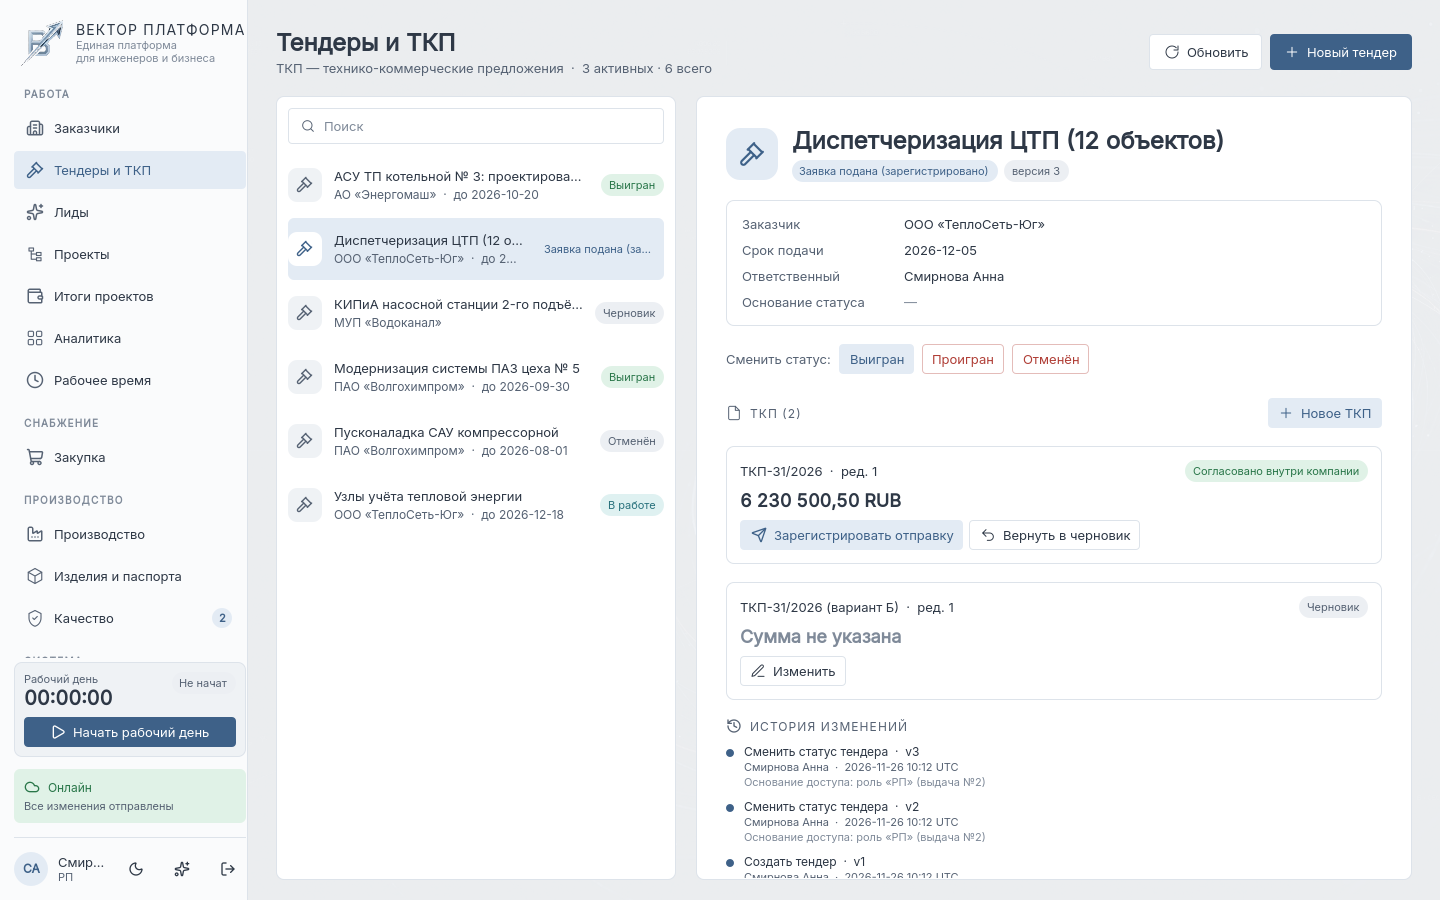 ВЕКТОР ПЛАТФОРМА
Единая платформа
для инженеров и бизнеса
РАБОТА
Заказчики
Тендеры и ТКП
Лиды
Проекты
Итоги проектов
Аналитика
Рабочее время
СНАБЖЕНИЕ
Закупка
ПРОИЗВОДСТВО
Производство
Изделия и паспорта
Качество 2
Рабочий день
Не начат
00:00:00
Начать рабочий день
Онлайн
Все изменения отправлены
СА
Смир...
РП
Тендеры и ТКП
ТКП — технико-коммерческие предложения · 3 активных · 6 всего
Обновить
Новый тендер
Поиск
АСУ ТП котельной № 3: проектирова...
АО «Энергомаш» · до 2026-10-20
Выигран
Диспетчеризация ЦТП (12 о...
ООО «ТеплоСеть-Юг» · до 2...
Заявка подана (за...
КИПиА насосной станции 2-го подъё...
МУП «Водоканал»
Черновик
Модернизация системы ПАЗ цеха № 5
ПАО «Волгохимпром» · до 2026-09-30
Выигран
Пусконаладка САУ компрессорной
ПАО «Волгохимпром» · до 2026-08-01
Отменён
Узлы учёта тепловой энергии
ООО «ТеплоСеть-Юг» · до 2026-12-18
В работе
Диспетчеризация ЦТП (12 объектов)
Заявка подана (зарегистрировано)
версия 3
Заказчик ООО «ТеплоСеть-Юг»
Срок подачи 2026-12-05
Ответственный Смирнова Анна
Основание статуса —
Сменить статус: Выигран Проигран Отменён
ТКП (2)
Новое ТКП
ТКП-31/2026 · ред. 1
Согласовано внутри компании
6 230 500,50 RUB
Зарегистрировать отправку
Вернуть в черновик
ТКП-31/2026 (вариант Б) · ред. 1
Черновик
Сумма не указана
Изменить
ИСТОРИЯ ИЗМЕНЕНИЙ
Сменить статус тендера · v3
Смирнова Анна · 2026-11-26 10:12 UTC
Основание доступа: роль «РП» (выдача №2)
Сменить статус тендера · v2
Смирнова Анна · 2026-11-26 10:12 UTC
Основание доступа: роль «РП» (выдача №2)
Создать тендер · v1
Смирнова Анна · 2026-11-26 10:12 UTC